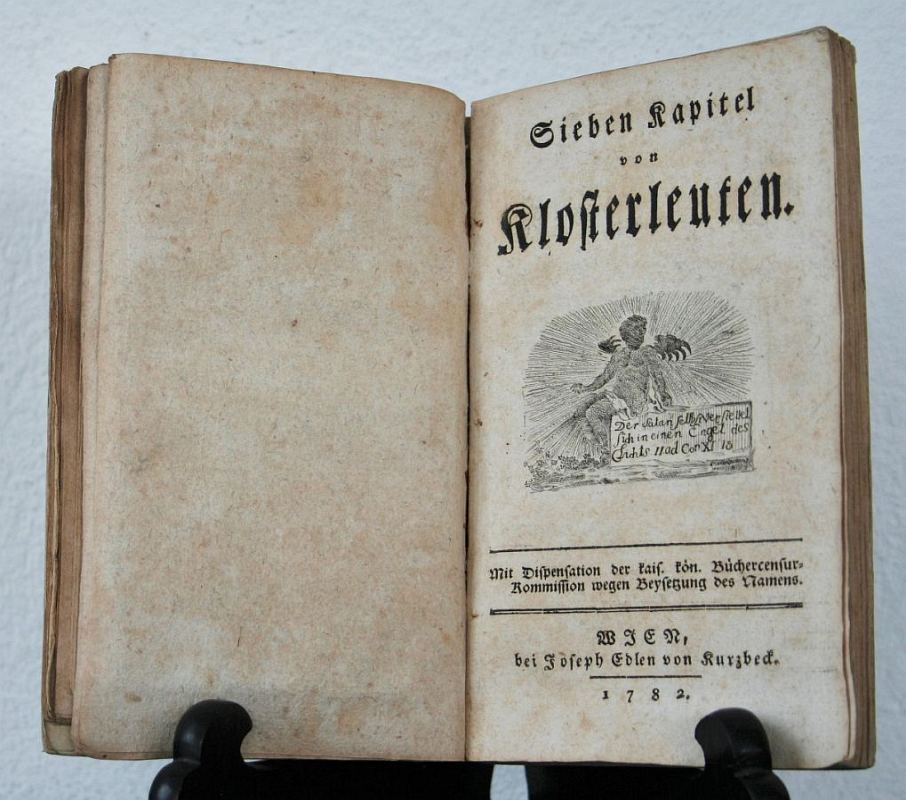 Sieben Kapitel
von
Klosterleuten.
Der Satan selbst verstellet
sich in einen Engel des
Lichts II ad Cor XI
Mit Dispensation der kais. kön. Büchercensur-
Kommission wegen Beysetzung des Namens.
WIEN,
bei Joseph Edlen von Kurzbeck.
1782.